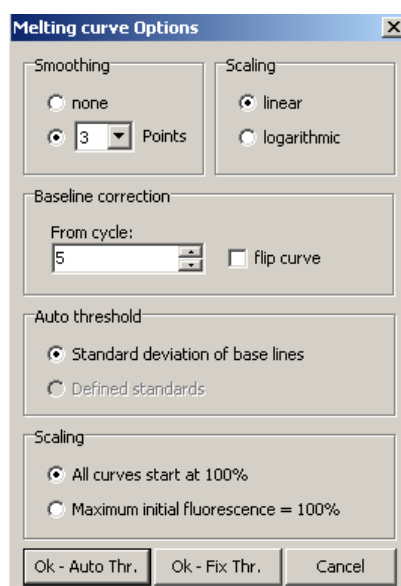 Melting curve Options
Smoothing
none
3 Points
Scaling
linear
logarithmic
Baseline correction
From cycle:
5
flip curve
Auto threshold
Standard deviation of base lines
Defined standards
Scaling
All curves start at 100%
Maximum initial fluorescence = 100%
Ok - Auto Thr. Ok - Fix Thr. Cancel